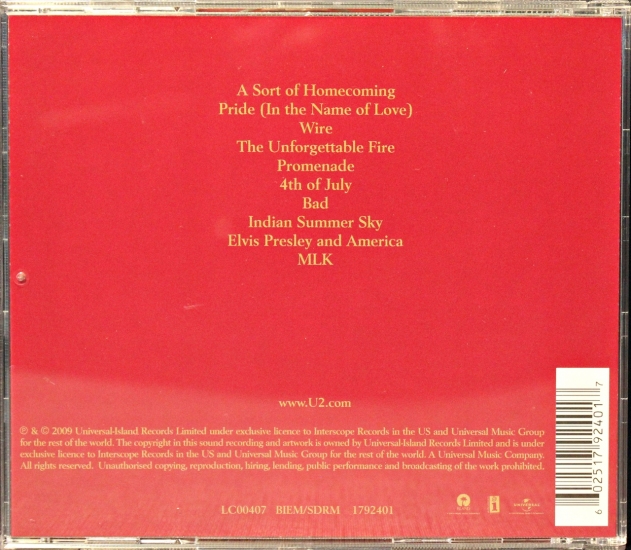 A Sort of Homecoming
Pride (In the Name of Love)
Wire
The Unforgettable Fire
Promenade
4th of July
Bad
Indian Summer Sky
Elvis Presley and America
MLK
www.U2.com
℗ & © 2009 Universal-Island Records Limited under exclusive licence to Interscope Records in the US and Universal Music Group
for the rest of the world. The copyright in this sound recording and artwork is owned by Universal-Island Records Limited and is under
exclusive licence to Interscope Records in the US and Universal Music Group for the rest of the world. A Universal Music Company.
All rights reserved. Unauthorised copying, reproduction, hiring, lending, public performance and broadcasting of the work prohibited.
LC00407 BIEM/SDRM 1792401
UNIVERSAL
6 02517 92401 7